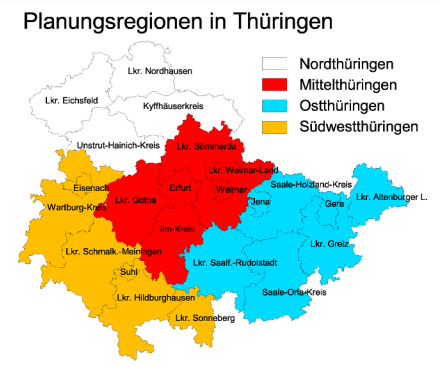 Planungsregionen in Thüringen
Nordthüringen
Mittelthüringen
Ostthüringen
Südwestthüringen
Lkr. Nordhausen
Lkr. Eichsfeld
Kyffhäuserkreis
Unstrut-Hainich-Kreis
Lkr. Sömmerda
Lkr. Weimar-Land
Eisenach
Erfurt
Weimar
Saale-Holzland-Kreis
Lkr. Gotha
Jena
Gera
Lkr. Altenburger L.
Wartburg-Kreis
Ilm-Kreis
Lkr. Greiz
Lkr. Schmalk.-Meiningen
Lkr. Saalf.-Rudolstadt
Suhl
Lkr. Hildburghausen
Saale-Orla-Kreis
Lkr. Sonneberg